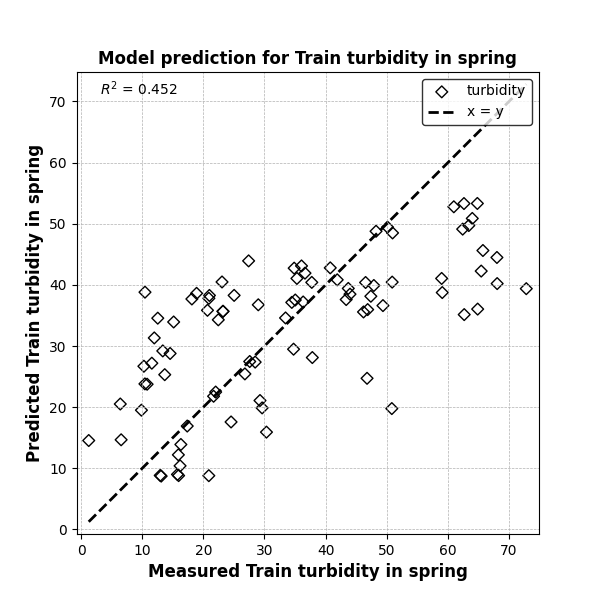 Model prediction for Train turbidity in spring
R² = 0.452
turbidity
x = y
Predicted Train turbidity in spring
70
60
50
40
30
20
10
0
0 10 20 30 40 50 60 70
Measured Train turbidity in spring